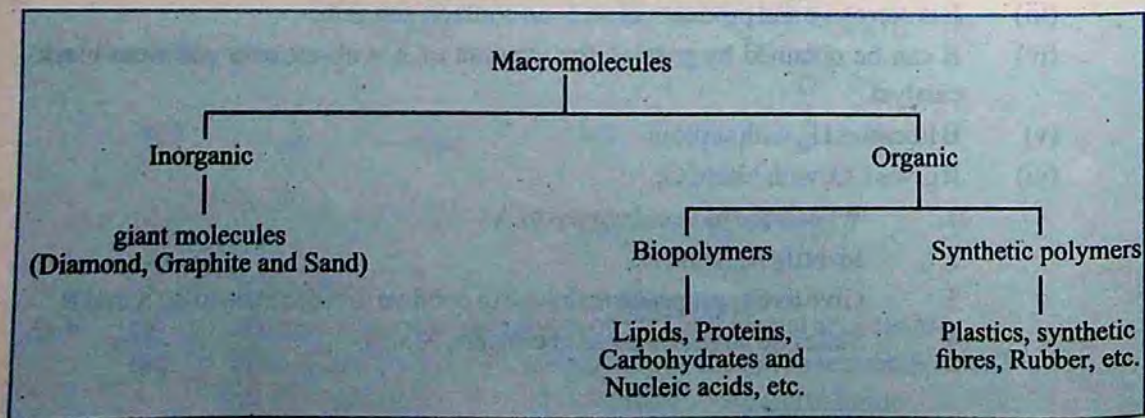 Macromolecules
Inorganic
Organic
giant molecules
(Diamond, Graphite and Sand)
Biopolymers
Synthetic polymers
Lipids, Proteins,
Carbohydrates and
Nucleic acids, etc.
Plastics, synthetic
fibres, Rubber, etc.